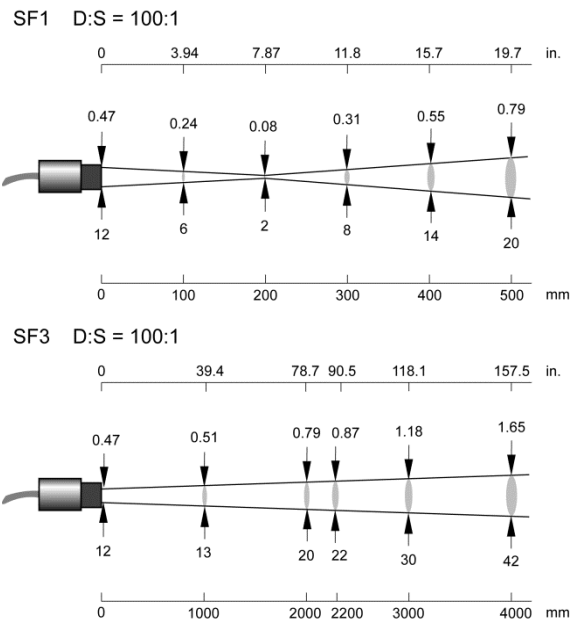 SF1 D:S = 100:1
0 3.94 7.87 11.8 15.7 19.7 in.
0.47 0.24 0.08 0.31 0.55 0.79
12 6 2 8 14 20
0 100 200 300 400 500 mm
SF3 D:S = 100:1
0 39.4 78.7 90.5 118.1 157.5 in.
0.47 0.51 0.79 0.87 1.18 1.65
12 13 20 22 30 42
0 1000 2000 2200 3000 4000 mm